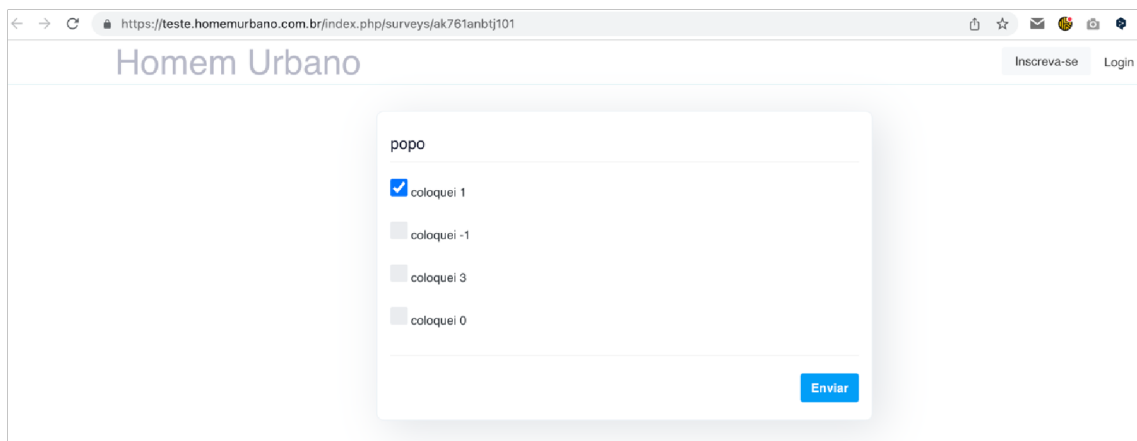 https://teste.homemurbano.com.br/index.php/surveys/ak761anbtj101
Homem Urbano
Inscreva-se Login
popo
coloquei 1
coloquei -1
coloquei 3
coloquei 0
Enviar